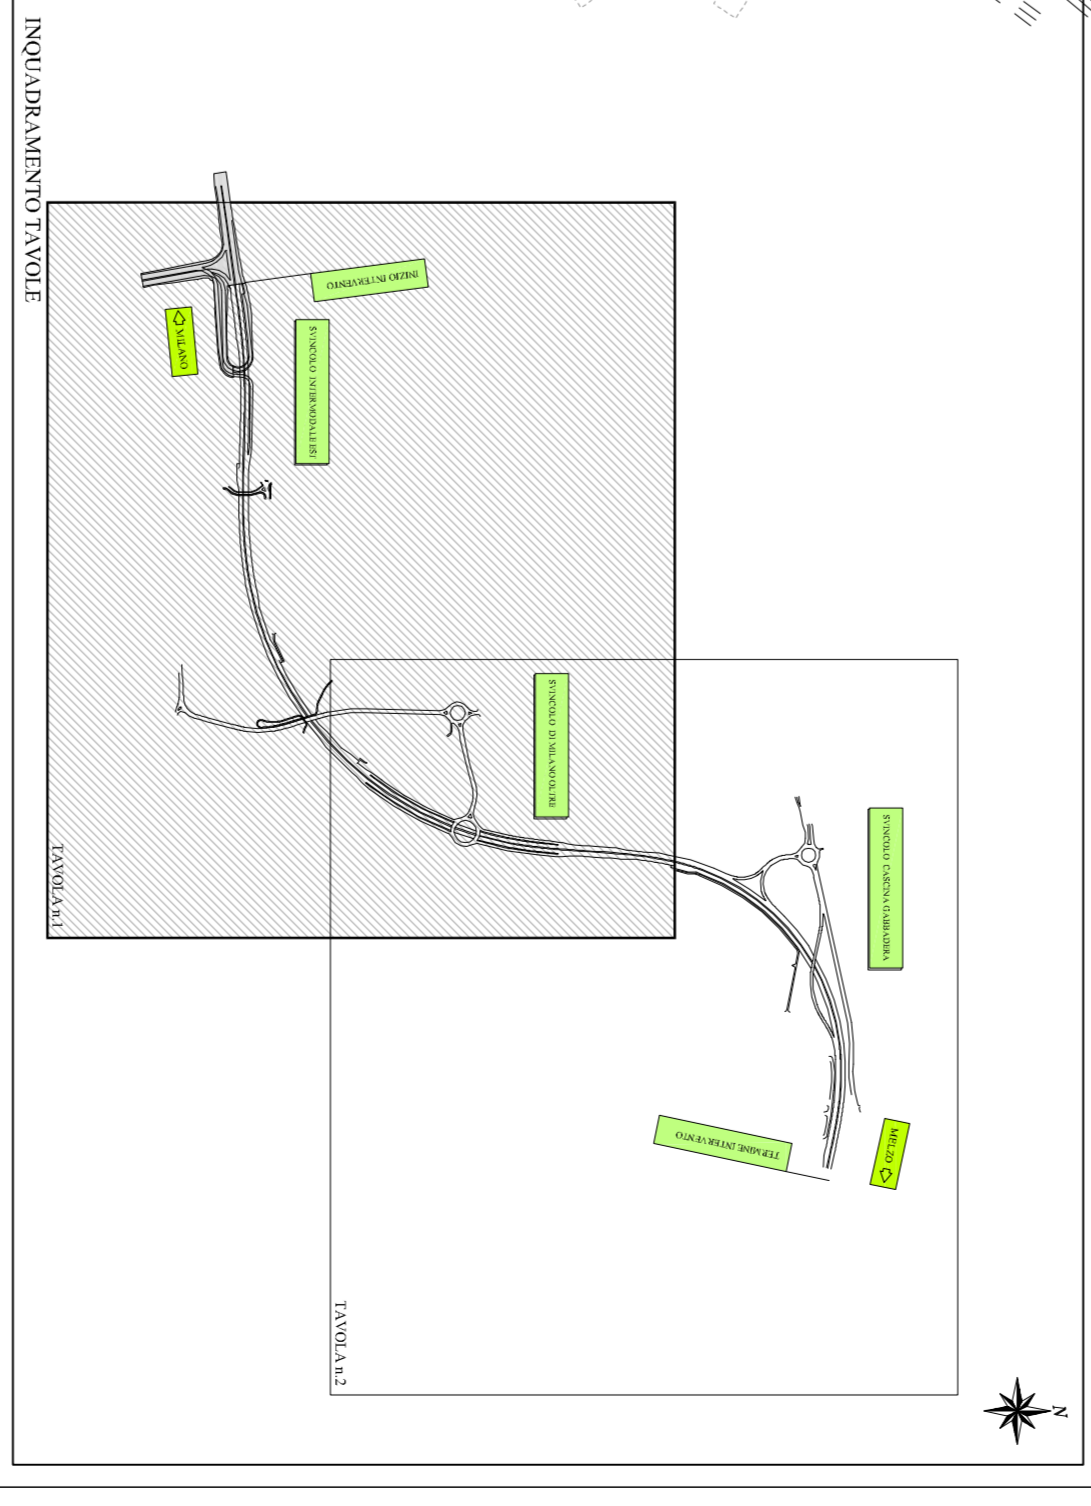 INQUADRAMENTO TAVOLE
N
MELZO
SVINCOLO CASCINA GABBADERA
TERMINE INTERVENTO
SVINCOLO DI MILANO OLTRE
INIZIO INTERVENTO
SVINCOLO INTERMODALE EST
MILANO
TAVOLA n.1
TAVOLA n.2